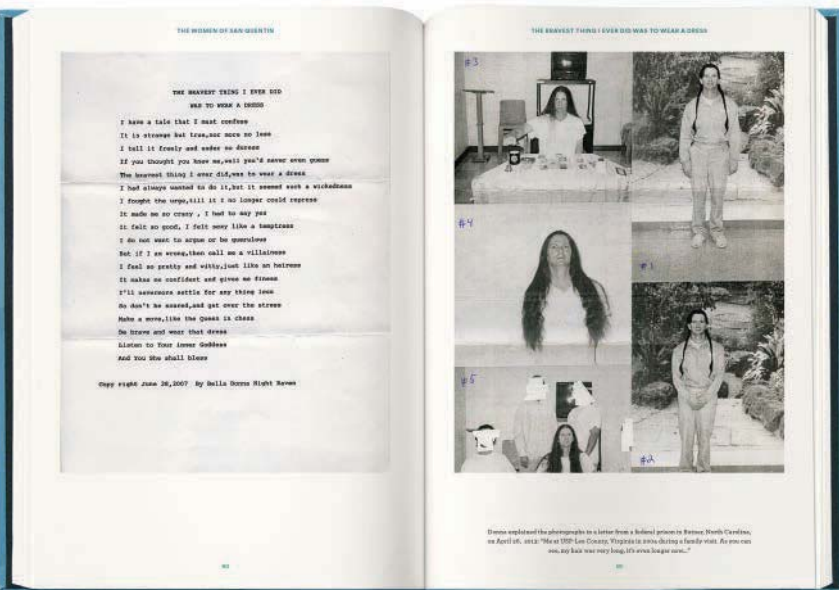 THE WOMEN OF SAN QUENTIN
THE BRAVEST THING I EVER DID
WAS TO WEAR A DRESS
I have a tale that I must confess
It is strange but true,nor more no less
I tell it freely and under no duress
If you thought you knew me,well you'd never even guess
The bravest thing i ever did,was to wear a dress
I had always wanted to do it,but it seemed such a wickedness
I fought the urge,till it I no longer could repress
It made me so crazy , I had to say yes
It felt so good, I felt sexy like a temptress
I do not want to argue or be querulous
But if I am wrong,then call me a villainess
I feel so pretty and witty,just like an heiress
It makes me confident and gives me finess
I'll nevermore settle for any thing less
So don't be scared,and get over the stress
Make a move,like the Queen in chess
Be brave and wear that dress
Listen to Your inner Goddess
And You She shall bless
Copy right June 26,2007 By Bella Donna Night Raven
THE BRAVEST THING I EVER DID WAS TO WEAR A DRESS
#3
#4
#1
#5
#2
Donna explained the photographs in a letter from a federal prison in Butner, North Carolina,
on April 26, 2012: "Me at USP-Lee County, Virginia in 2004 during a family visit. As you can
see, my hair was very long, it's even longer now..."